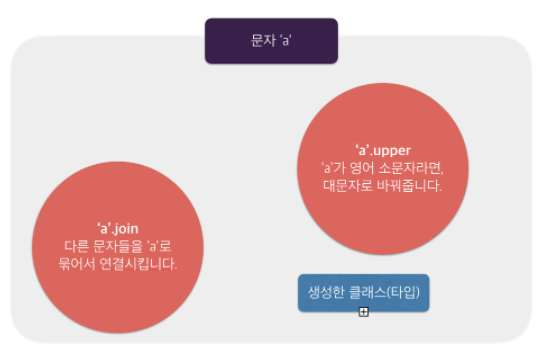 문자 ‘a’
‘a’.upper
‘a’가 영어 소문자라면,
대문자로 바꿔줍니다.
‘a’.join
다른 문자들을 ‘a’로
묶어서 연결시킵니다.
생성한 클래스(타입)